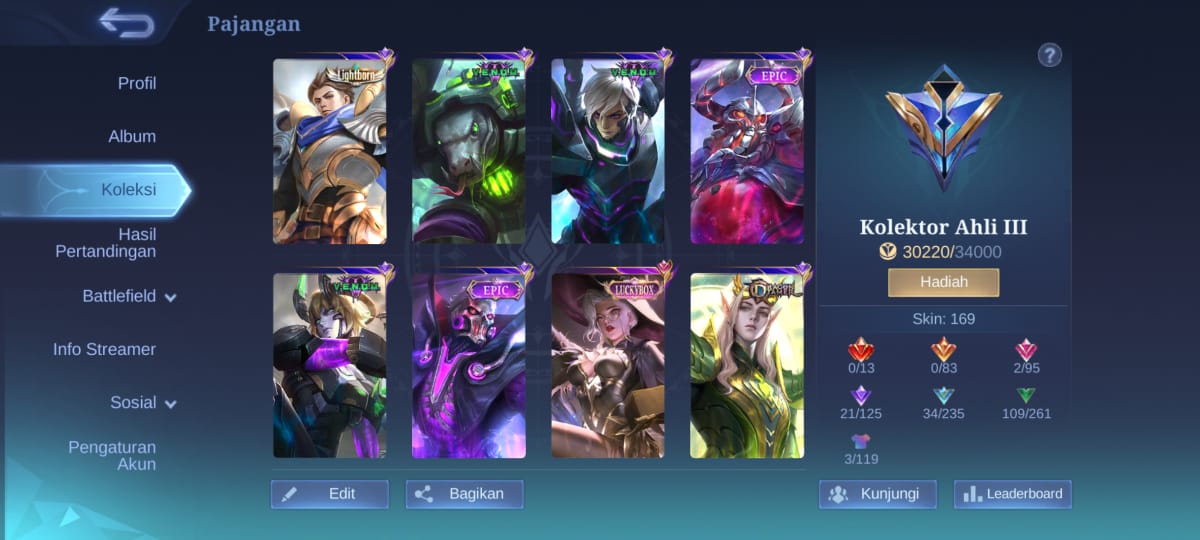 Pajangan
Profil
Album
Koleksi
Hasil
Pertandingan
Battlefield
Info Streamer
Sosial
Pengaturan
Akun
Lightborn
V.E.N.O.M.
V.E.N.O.M.
EPIC
V.E.N.O.M.
EPIC
LUCKYBOX
Edit
Bagikan
?
Kolektor Ahli III
30220/34000
Hadiah
Skin: 169
0/13
0/83
2/95
21/125
34/235
109/261
3/119
Kunjungi
Leaderboard